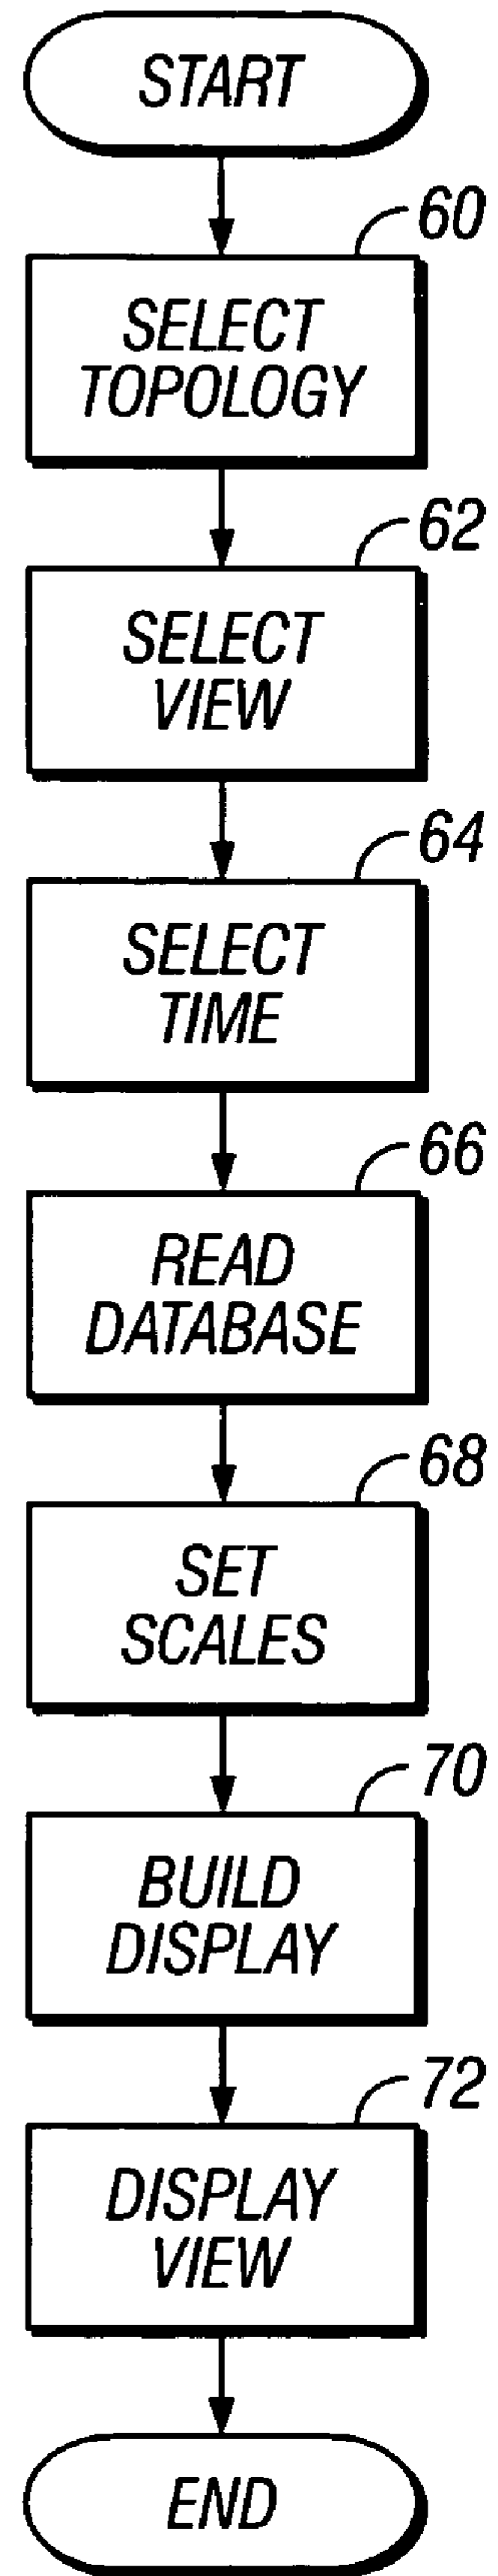 START
60
SELECT
TOPOLOGY
62
SELECT
VIEW
64
SELECT
TIME
66
READ
DATABASE
68
SET
SCALES
70
BUILD
DISPLAY
72
DISPLAY
VIEW
END